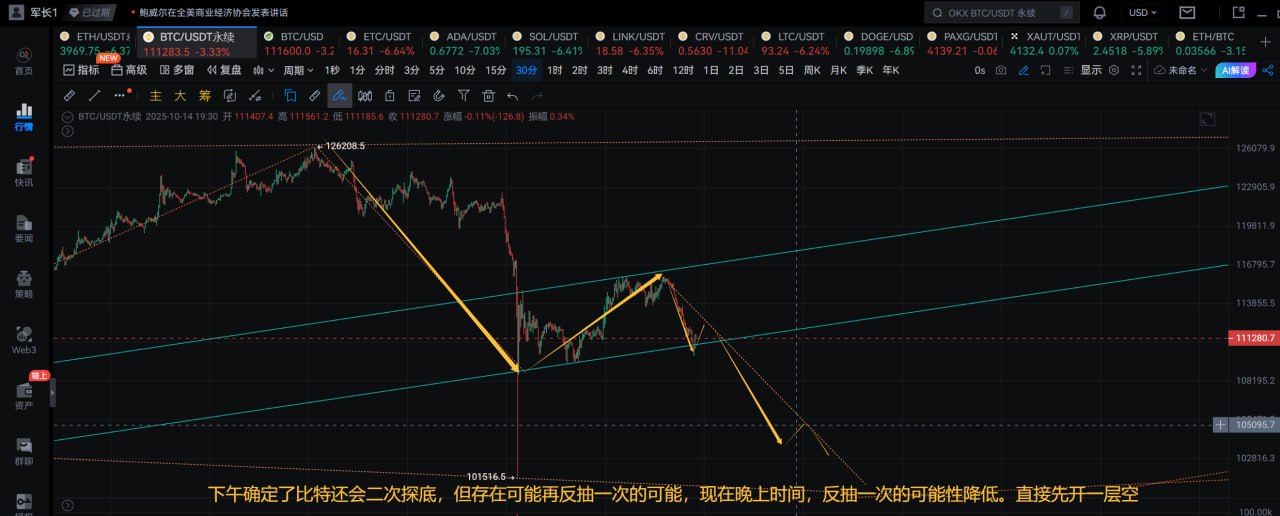 军长1
已过期
鲍威尔在全美商业经济协会发表讲话
OKX BTC/USDT 永续
/
USD
首页
行情
快讯
要闻
策略
Web3
链上
资产
群聊
ETH/USDT永
3969.75 -6.37
BTC/USDT永续
111283.5 -3.33%
BTC/USD
111600.0 -3.2
ETC/USDT
16.31 -6.64%
ADA/USDT
0.6772 -7.03%
SOL/USDT
195.31 -6.41%
LINK/USDT
18.58 -6.35%
CRV/USDT
0.5630 -11.04
LTC/USDT
93.24 -6.24%
DOGE/USD
0.19898 -6.89
PAXG/USDT
4139.21 -0.06
XAUT/USDT
4132.4 0.07%
XRP/USDT
2.4518 -5.89%
ETH/BTC
0.03566 -3.15
指标
NEW
高级
多窗
复盘
周期
1秒 1分 3分 5分 10分 15分 30分 1时 2时 3时 4时 6时 12时 1日 2日 3日 5日 周K 月K 季K 年K
0s
显示
未命名
AI解读
主 大 筹
BTC/USDT永续 2025-10-14 19:30 开 111407.4 高 111561.2 低 111185.6 收 111280.7 涨幅 -0.11%(-126.8) 振幅 0.34%
126208.5
126079.9
122905.9
119811.9
116795.7
113855.5
111280.7
108195.2
105095.7
102816.3
101516.5
100.00k
下午确定了比特还会二次探底，但存在可能再反抽一次的可能，现在晚上时间，反抽一次的可能性降低。直接先开一层空